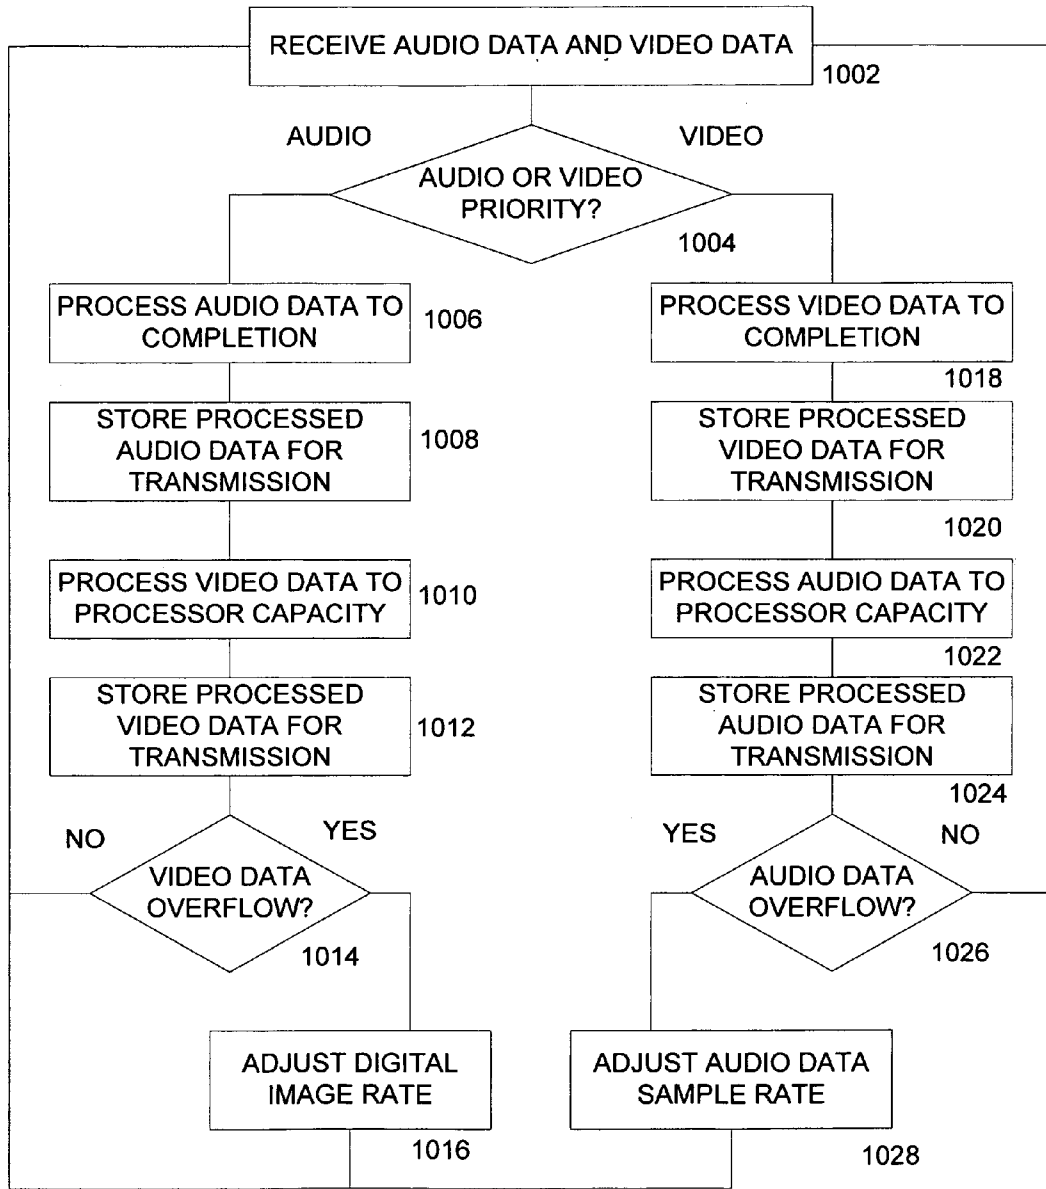 RECEIVE AUDIO DATA AND VIDEO DATA
1002
AUDIO
VIDEO
AUDIO OR VIDEO
PRIORITY?
1004
PROCESS AUDIO DATA TO
COMPLETION
1006
STORE PROCESSED
AUDIO DATA FOR
TRANSMISSION
1008
PROCESS VIDEO DATA TO
PROCESSOR CAPACITY
1010
STORE PROCESSED
VIDEO DATA FOR
TRANSMISSION
1012
NO
YES
VIDEO DATA
OVERFLOW?
1014
ADJUST DIGITAL
IMAGE RATE
1016
PROCESS VIDEO DATA TO
COMPLETION
1018
STORE PROCESSED
VIDEO DATA FOR
TRANSMISSION
1020
PROCESS AUDIO DATA TO
PROCESSOR CAPACITY
1022
STORE PROCESSED
AUDIO DATA FOR
TRANSMISSION
1024
YES
NO
AUDIO DATA
OVERFLOW?
1026
ADJUST AUDIO DATA
SAMPLE RATE
1028